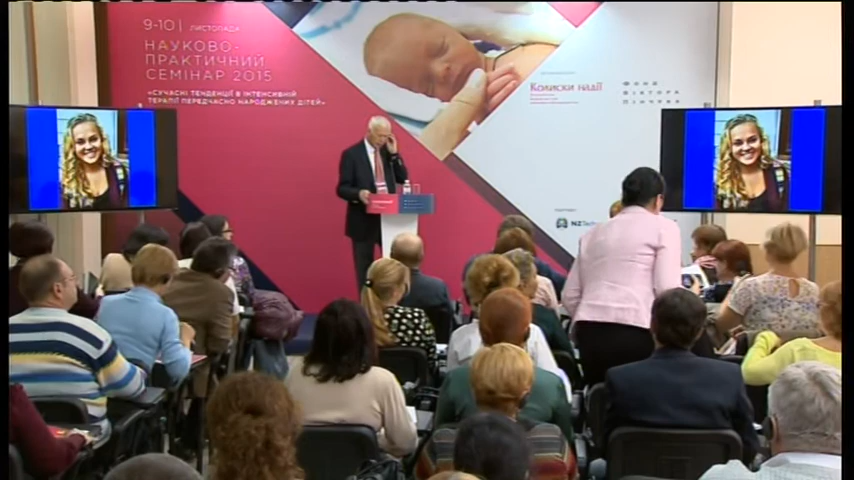 9-10 | ЛИСТОПАДА
НАУКОВО-
ПРАКТИЧНИЙ
СЕМІНАР 2015
«СУЧАСНІ ТЕНДЕНЦІЇ В ІНТЕНСИВНІЙ
ТЕРАПІЇ ПЕРЕДЧАСНО НАРОДЖЕНИХ ДІТЕЙ»
Колиски надії
ФОНД
ВІКТОРА
ПІНЧУКА
NZTech